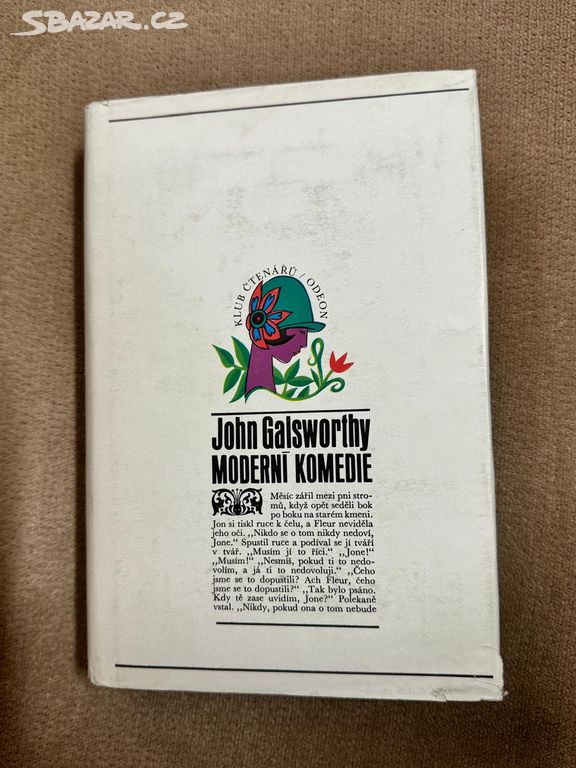 SBAZAR.CZ
KLUB ČTENÁŘŮ / ODEON
John Galsworthy
MODERNÍ KOMEDIE
Měsíc zářil mezi pni stro-
mů, když opět seděli bok
po boku na starém kmeni.
Jon si tiskl ruce k čelu, a Fleur neviděla
jeho oči. „Nikdo se o tom nikdy nedoví,
Jone.“ Spustil ruce a podíval se jí tváří
v tvář. „Musím jí to říci.“ „Jone!“
„Musím!“ „Nesmíš, pokud ti to nedo-
volím, a já ti to nedovoluji.“ „Čeho
jsme se to dopustili? Ach Fleur, čeho
jsme se to dopustili?“ „Tak bylo psáno.
Kdy tě zase uvidím, Jone?“ Polekaně
vstal. „Nikdy, pokud ona o tom nebude